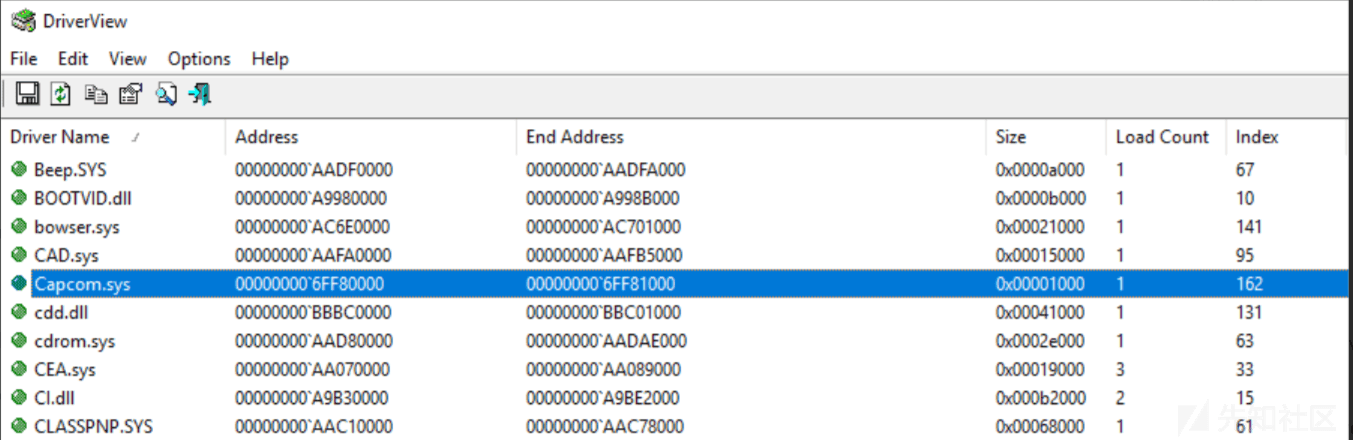 DriverView
File Edit View Options Help
Driver Name Address End Address Size Load Count Index
Beep.SYS 00000000`AADF0000 00000000`AADFA000 0x0000a000 1 67
BOOTVID.dll 00000000`A9980000 00000000`A998B000 0x0000b000 1 10
bowser.sys 00000000`AC6E0000 00000000`AC701000 0x00021000 1 141
CAD.sys 00000000`AAFA0000 00000000`AAFB5000 0x00015000 1 95
Capcom.sys 00000000`6FF80000 00000000`6FF81000 0x00001000 1 162
cdd.dll 00000000`BBBC0000 00000000`BBC01000 0x00041000 1 131
cdrom.sys 00000000`AAD80000 00000000`AADAE000 0x0002e000 1 63
CEA.sys 00000000`AA070000 00000000`AA089000 0x00019000 3 33
CI.dll 00000000`A9B30000 00000000`A9BE2000 0x000b2000 2 15
CLASSPNP.SYS 00000000`AAC10000 00000000`AAC78000 0x00068000 1 61
先知社区